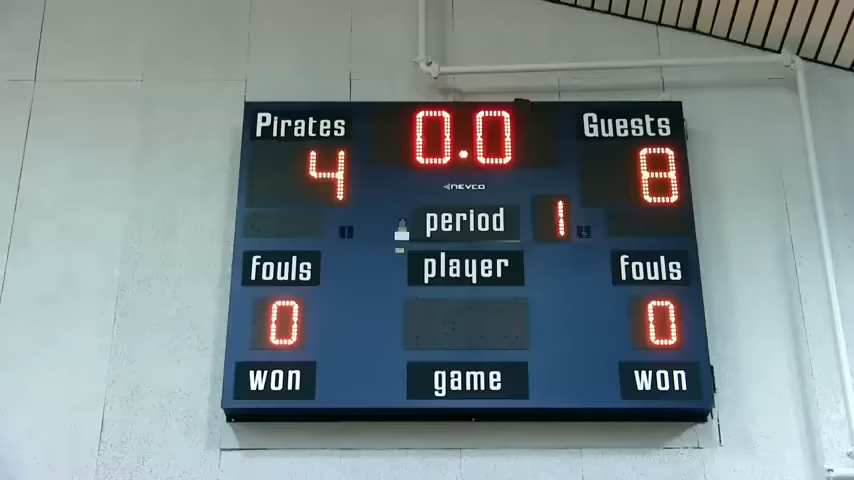 Pirates 0.0 Guests
4 8
NEVCO
period 1
fouls player fouls
0 0
won game won